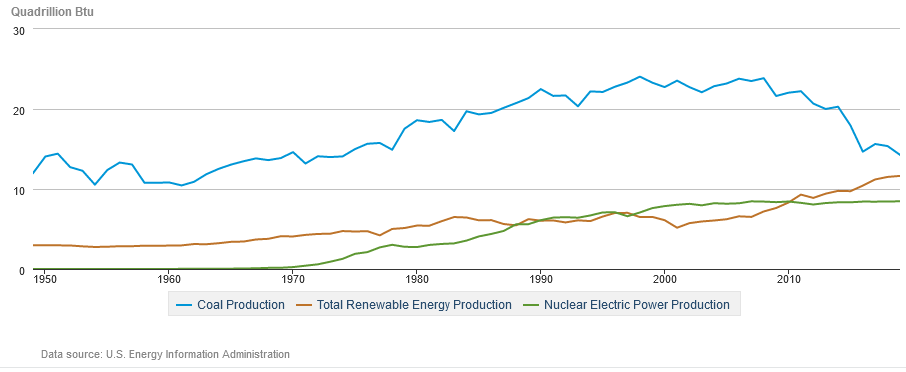 Quadrillion Btu
30
20
10
0
1950 1960 1970 1980 1990 2000 2010
Coal Production Total Renewable Energy Production Nuclear Electric Power Production
Data source: U.S. Energy Information Administration